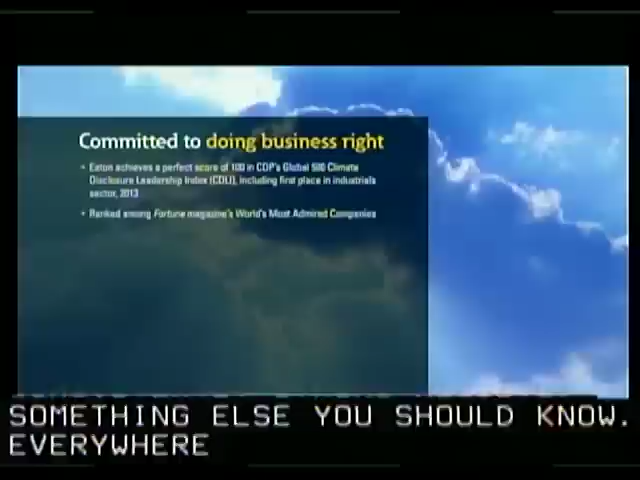 Committed to doing business right
• Eaton achieves a perfect score of 100 in CDP's Global 500 Climate
Disclosure Leadership Index (CDLI), including first place in industrials
sector, 2013
• Ranked among Fortune magazine's World's Most Admired Companies
SOMETHING ELSE YOU SHOULD KNOW.
EVERYWHERE